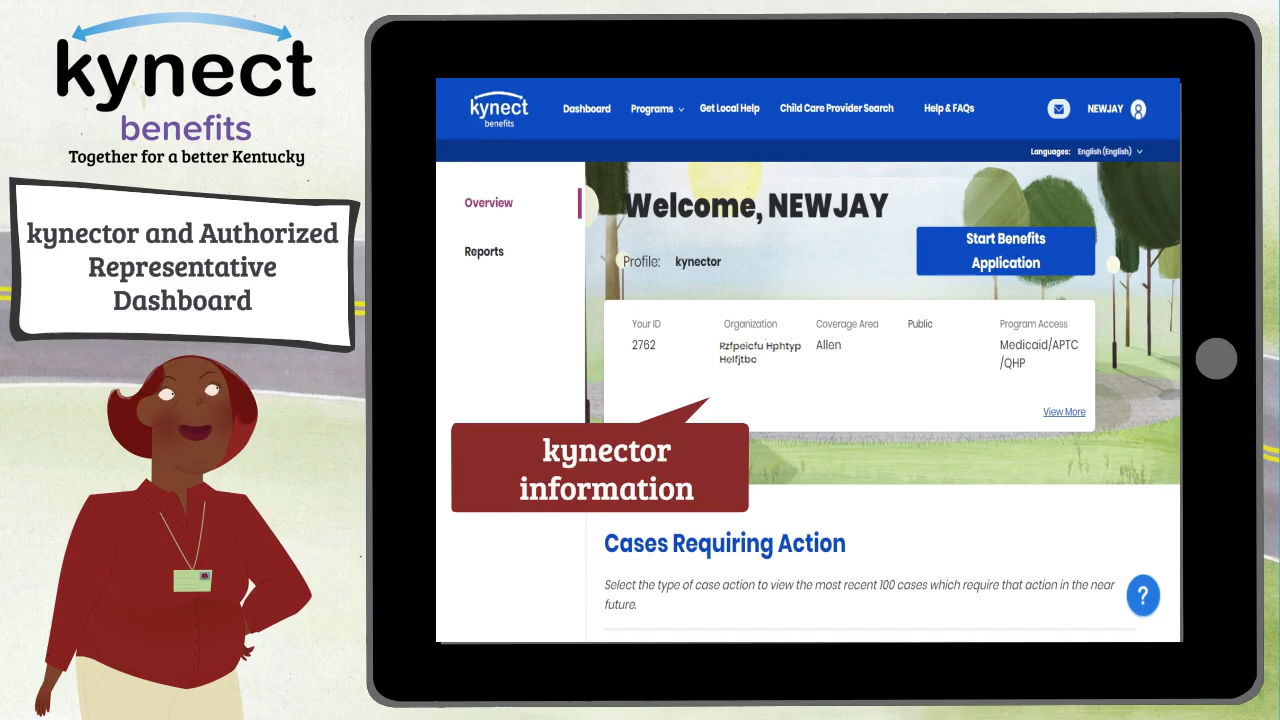 kynect
benefits
Together for a better Kentucky
kynector and Authorized
Representative
Dashboard
kynect
benefits
Dashboard
Programs
Get Local Help
Child Care Provider Search
Help & FAQs
NEWJAY
Languages: English (English)
Overview
Reports
Welcome, NEWJAY
Profile: kynector
Start Benefits
Application
Your ID
2762
Organization
Rzfpeicfu Hphtyp
Helfjtbc
Coverage Area
Allen
Public
Program Access
Medicaid/APTC
/QHP
View More
kynector
information
Cases Requiring Action
Select the type of case action to view the most recent 100 cases which require that action in the near
future.
?